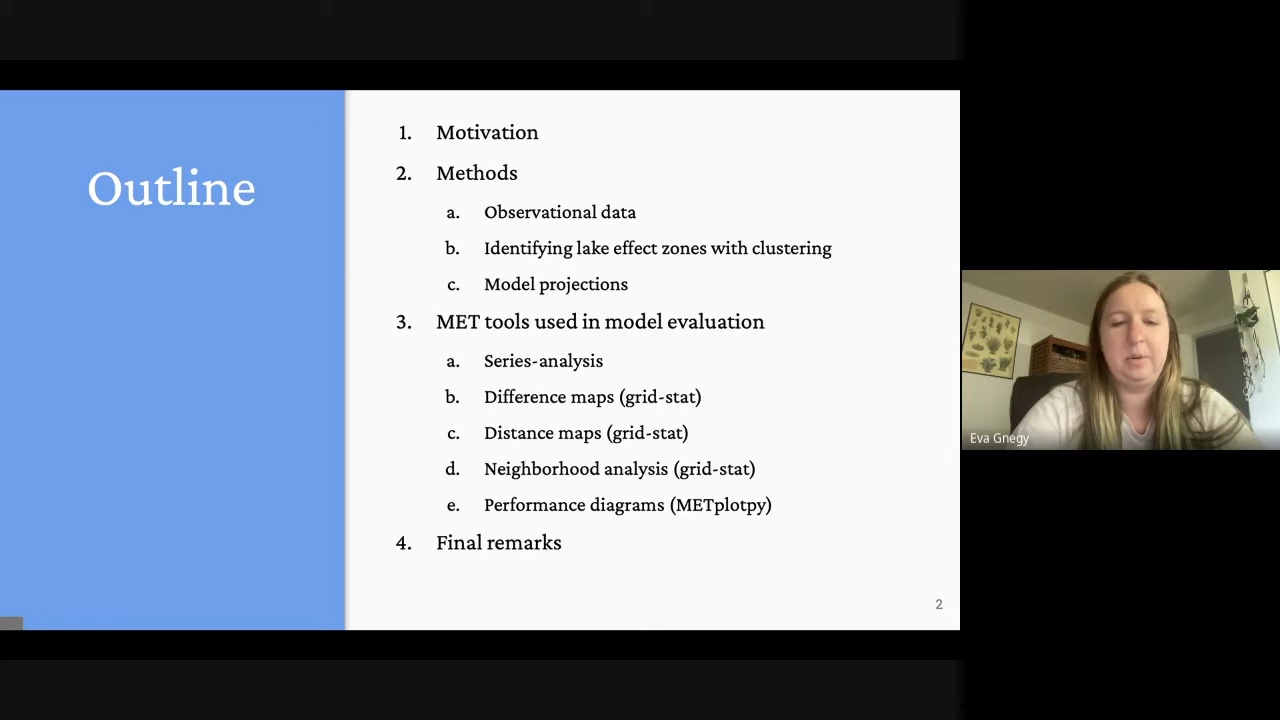 Outline
1. Motivation
2. Methods
a. Observational data
b. Identifying lake effect zones with clustering
c. Model projections
3. MET tools used in model evaluation
a. Series-analysis
b. Difference maps (grid-stat)
c. Distance maps (grid-stat)
d. Neighborhood analysis (grid-stat)
e. Performance diagrams (METplotpy)
4. Final remarks
2
Eva Gnegy